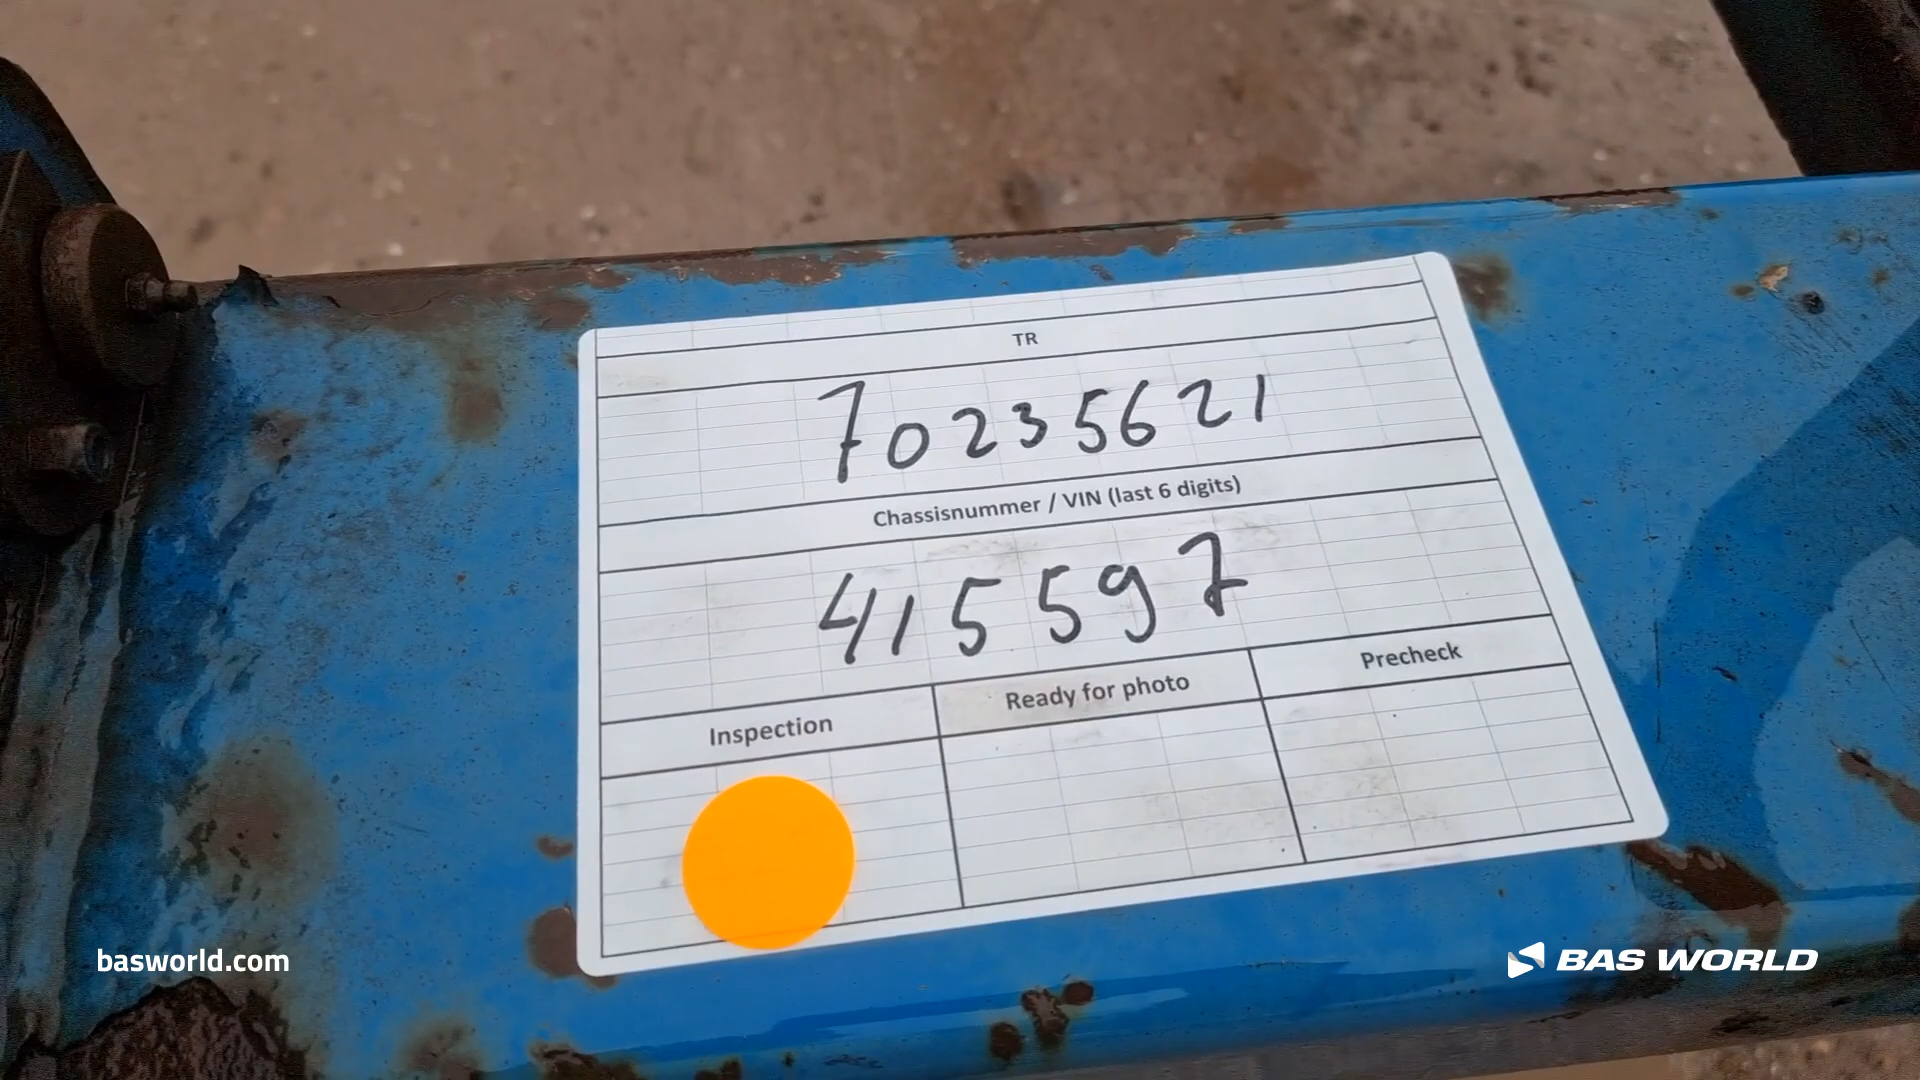 TR
70235621
Chassisnummer / VIN (last 6 digits)
415597
Inspection
Ready for photo
Precheck
basworld.com
BAS WORLD